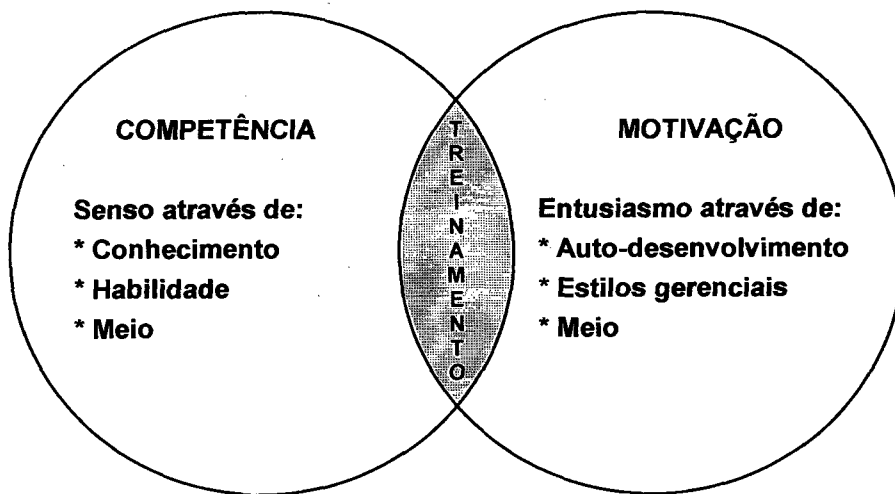 COMPETÊNCIA
Senso através de:
* Conhecimento
* Habilidade
* Meio
TREINAMENTO
MOTIVAÇÃO
Entusiasmo através de:
* Auto-desenvolvimento
* Estilos gerenciais
* Meio